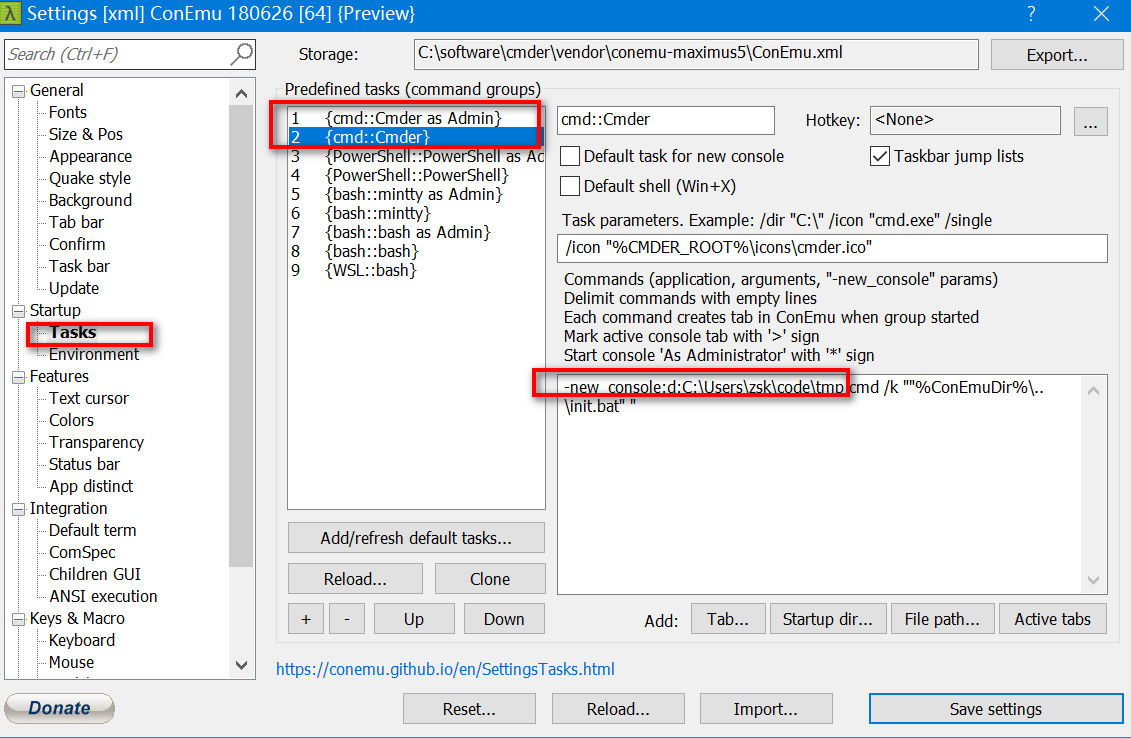 λ Settings [xml] ConEmu 180626 [64] {Preview}
Search (Ctrl+F)
General
Fonts
Size & Pos
Appearance
Quake style
Background
Tab bar
Confirm
Task bar
Update
Startup
Tasks
Environment
Features
Text cursor
Colors
Transparency
Status bar
App distinct
Integration
Default term
ComSpec
Children GUI
ANSI execution
Keys & Macro
Keyboard
Mouse
Donate
Storage:
C:\software\cmder\vendor\conemu-maximus5\ConEmu.xml
Export...
Predefined tasks (command groups)
1 {cmd::Cmder as Admin}
2 {cmd::Cmder}
3 {PowerShell::PowerShell as Ad
4 {PowerShell::PowerShell}
5 {bash::mintty as Admin}
6 {bash::mintty}
7 {bash::bash as Admin}
8 {bash::bash}
9 {WSL::bash}
Add/refresh default tasks...
Reload...
Clone
+
-
Up
Down
cmd::Cmder
Hotkey:
<None>
...
Default task for new console
Taskbar jump lists
Default shell (Win+X)
Task parameters. Example: /dir "C:\" /icon "cmd.exe" /single
/icon "%CMDER_ROOT%\icons\cmder.ico"
Commands (application, arguments, "-new_console" params)
Delimit commands with empty lines
Each command creates tab in ConEmu when group started
Mark active console tab with '>' sign
Start console 'As Administrator' with '*' sign
-new_console:d:C:\Users\zsk\code\tmp cmd /k ""%ConEmuDir%\..
\init.bat" "
Add:
Tab...
Startup dir...
File path...
Active tabs
https://conemu.github.io/en/SettingsTasks.html
Reset...
Reload...
Import...
Save settings